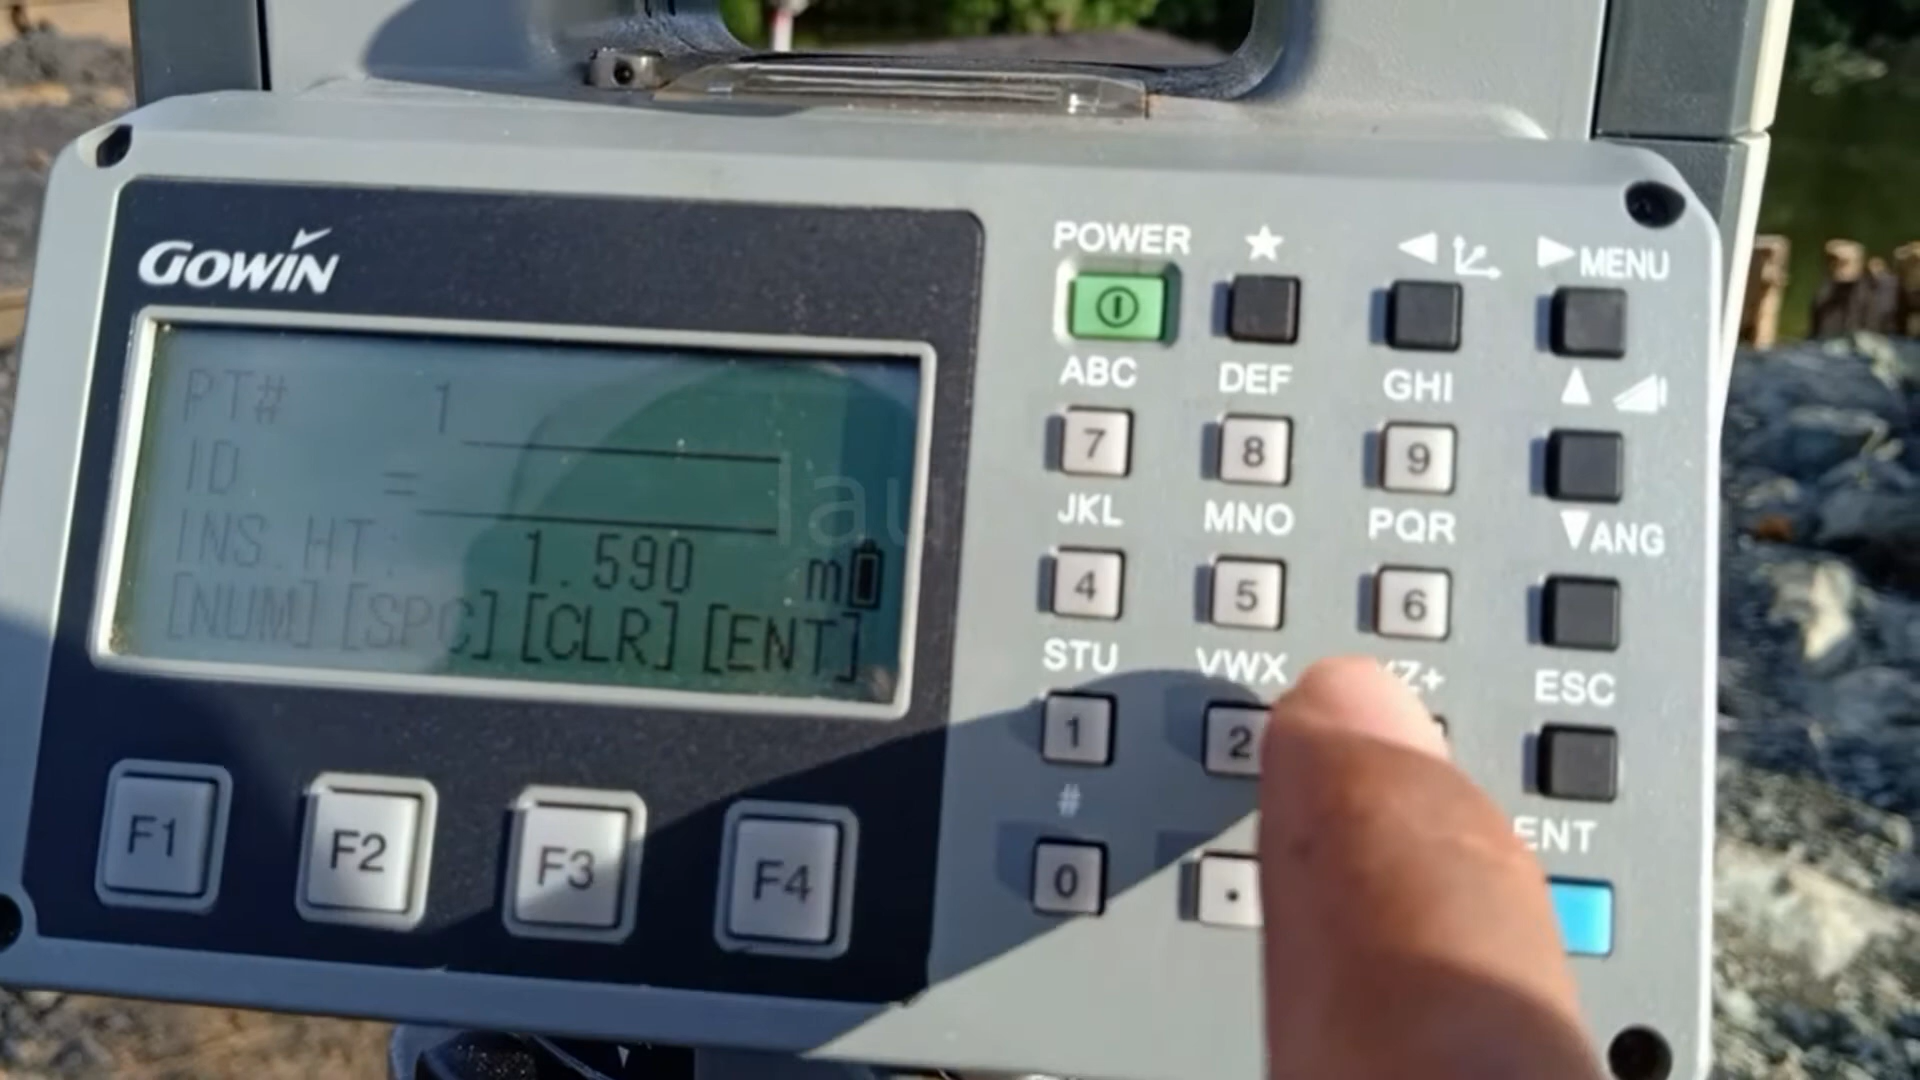 GOWIN
PT# 1
ID =
INS.HT: 1.590 m
[NUM] [SPC] [CLR] [ENT]
F1 F2 F3 F4
POWER ★ ◀ ▶MENU
ABC DEF GHI ▲
7 8 9
JKL MNO PQR ▼ANG
4 5 6
STU VWX YZ+ ESC
1 2
# ENT
0 .
lau